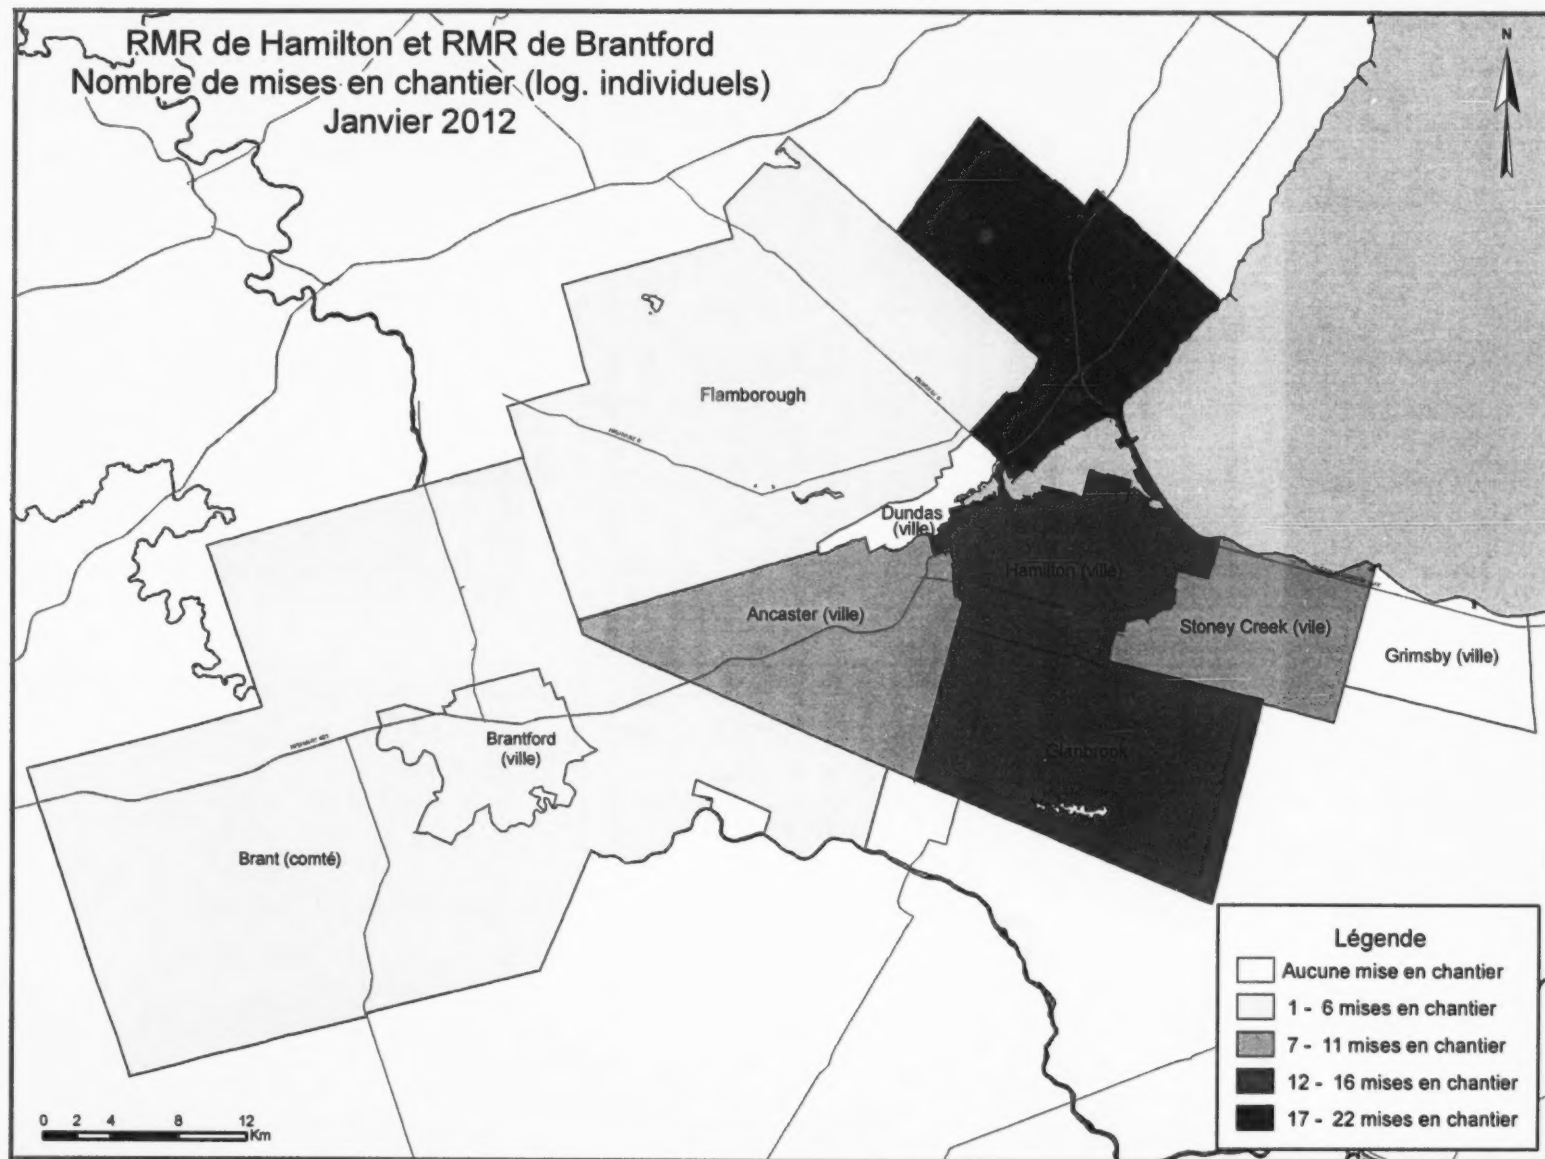 RMR de Hamilton et RMR de Brantford
Nombre de mises en chantier (log. individuels)
Janvier 2012
N
Flamborough
Dundas
(ville)
Hamilton (ville)
Ancaster (ville)
Stoney Creek (vile)
Grimsby (ville)
Brantford
(ville)
Glanbrook
Brant (comté)
Légende
Aucune mise en chantier
1 - 6 mises en chantier
7 - 11 mises en chantier
12 - 16 mises en chantier
17 - 22 mises en chantier
0 2 4 8 12
Km